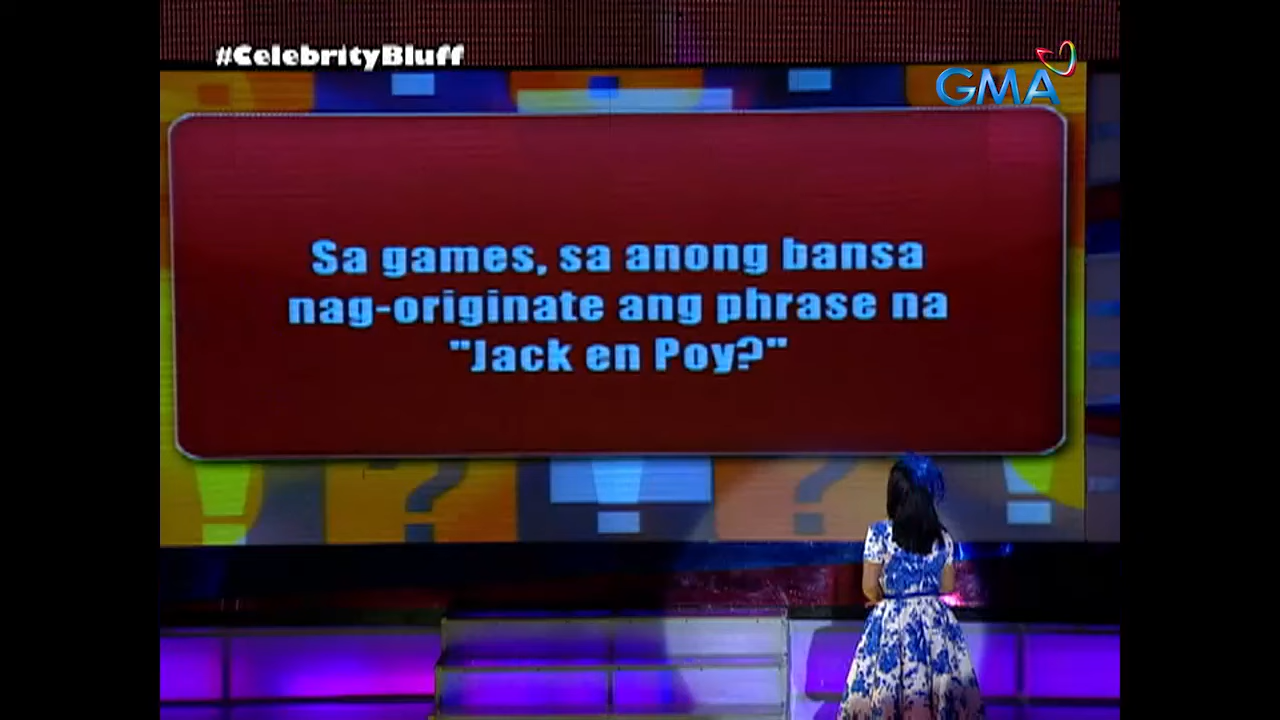 #CelebrityBluff
GMA
Sa games, sa anong bansa
nag-originate ang phrase na
"Jack en Poy?"